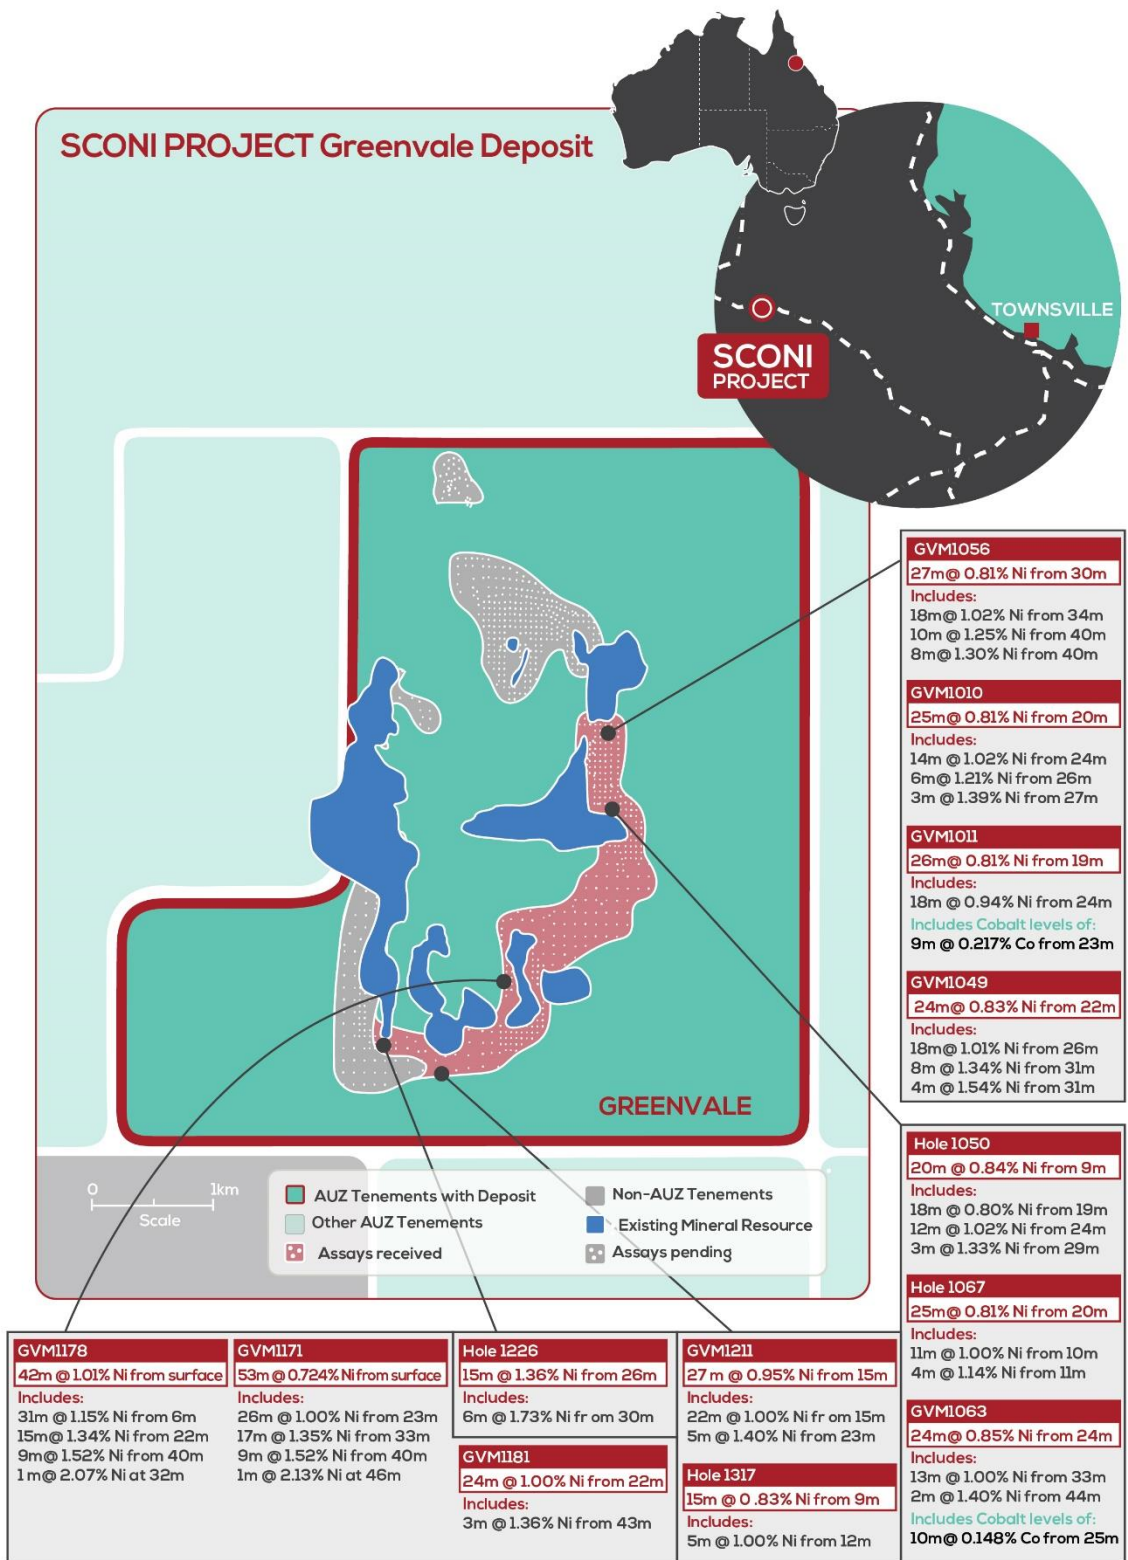 SCONI PROJECT Greenvale Deposit
TOWNSVILLE
SCONI
PROJECT
GREENVALE
0 1km
Scale
AUZ Tenements with Deposit
Other AUZ Tenements
Assays received
Non-AUZ Tenements
Existing Mineral Resource
Assays pending
GVM1056
27m@ 0.81% Ni from 30m
Includes:
18m@ 1.02% Ni from 34m
10m @ 1.25% Ni from 40m
8m@ 1.30% Ni from 40m
GVM1010
25m@ 0.81% Ni from 20m
Includes:
14m @ 1.02% Ni from 24m
6m @1.21% Ni from 26m
3m @ 1.39% Ni from 27m
GVM1011
26m@ 0.81% Ni from 19m
Includes:
18m @ 0.94% Ni from 24m
Includes Cobalt levels of:
9m @ 0.217% Co from 23m
GVM1049
24m@ 0.83% Ni from 22m
Includes:
18m @ 1.01% Ni from 26m
8m @ 1.34% Ni from 31m
4m @ 1.54% Ni from 31m
Hole 1050
20m @ 0.84% Ni from 9m
Includes:
18m @ 0.80% Ni from 19m
12m @ 1.02% Ni from 24m
3m @ 1.33% Ni from 29m
Hole 1067
25m@ 0.81% Ni from 20m
Includes:
11m @ 1.00% Ni from 10m
4m @ 1.14% Ni from 11m
GVM1063
24m@ 0.85% Ni from 24m
Includes:
13m @ 1.00% Ni from 33m
2m @ 1.40% Ni from 44m
Includes Cobalt levels of:
10m@ 0.148% Co from 25m
GVM1178
42m @ 1.01% Ni from surface
Includes:
31m @ 1.15% Ni from 6m
15m@ 1.34% Ni from 22m
9m@ 1.52% Ni from 40m
1 m@ 2.07% Ni at 32m
GVM1171
53m@ 0.724% Ni from surface
Includes:
26m @ 1.00% Ni from 23m
17m @ 1.35% Ni from 33m
9m @ 1.52% Ni from 40m
1m @ 2.13% Ni at 46m
Hole 1226
15m @ 1.36% Ni from 26m
Includes:
6m @ 1.73% Ni fr om 30m
GVM1181
24m @ 1.00% Ni from 22m
Includes:
3m @ 1.36% Ni from 43m
GVM1211
27 m @ 0.95% Ni from 15m
Includes:
22m @ 1.00% Ni fr om 15m
5m @ 1.40% Ni from 23m
Hole 1317
15m @ 0 .83% Ni from 9m
Includes:
5m @ 1.00% Ni from 12m